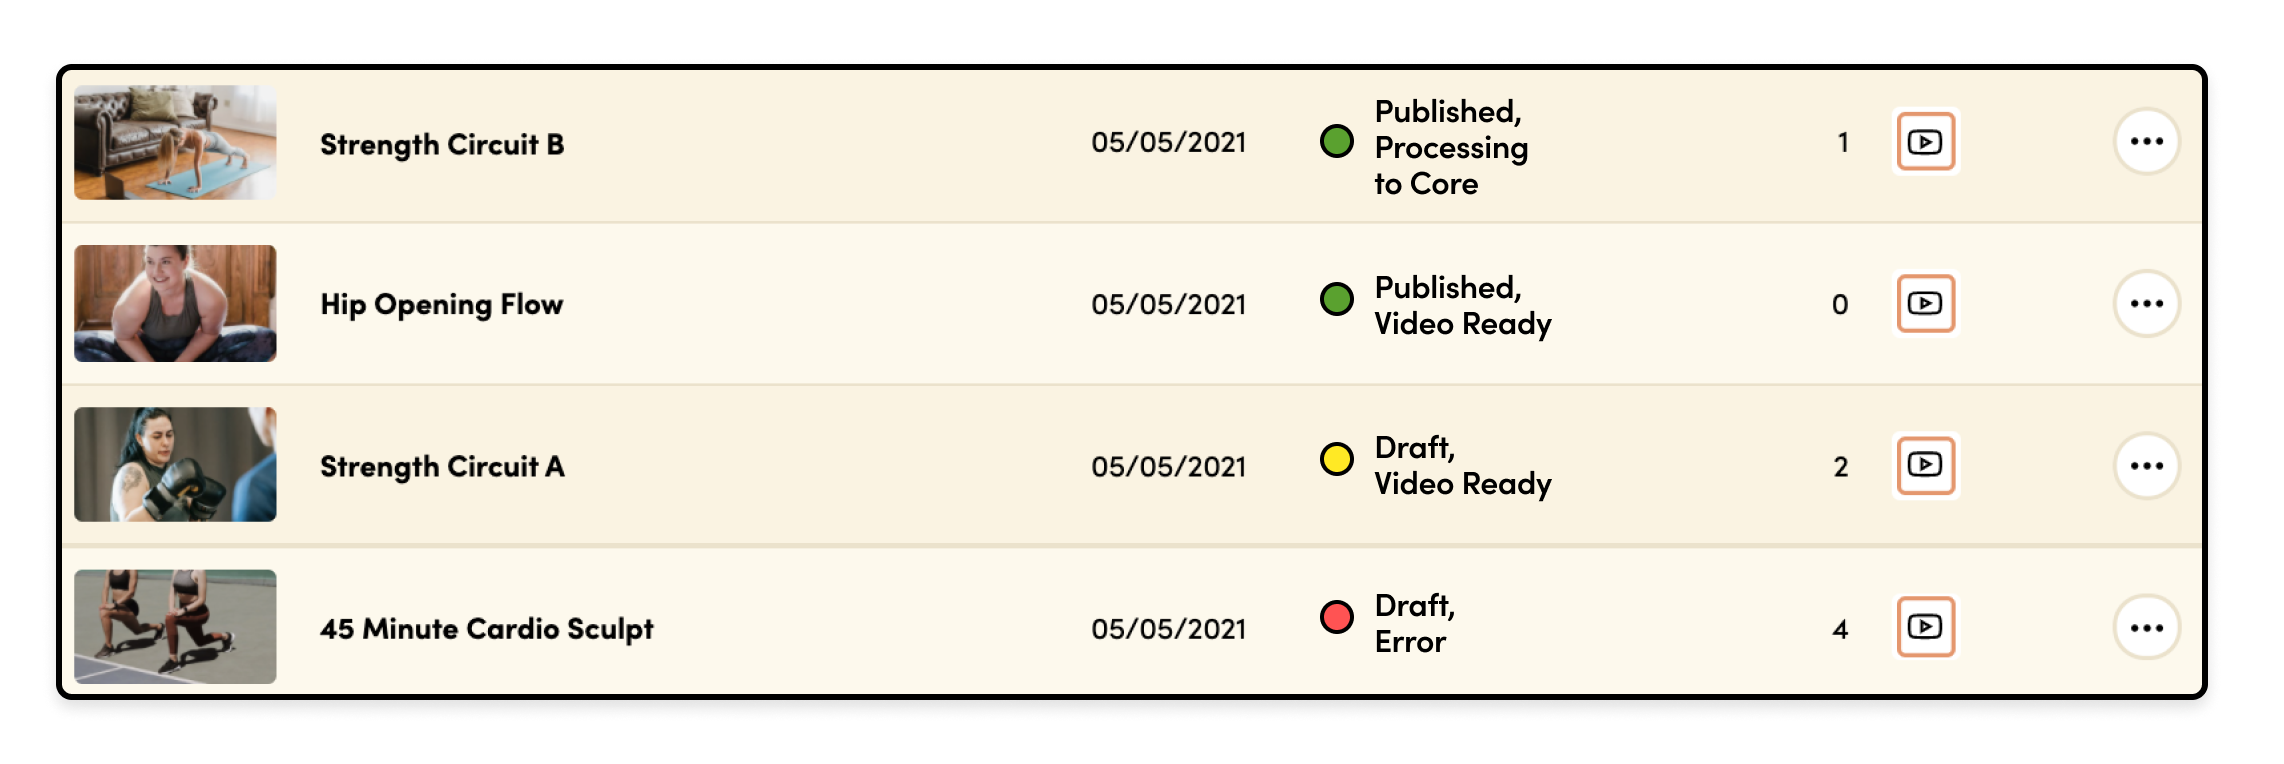 Strength Circuit B
05/05/2021
Published,
Processing
to Core
1
Hip Opening Flow
05/05/2021
Published,
Video Ready
0
Strength Circuit A
05/05/2021
Draft,
Video Ready
2
45 Minute Cardio Sculpt
05/05/2021
Draft,
Error
4